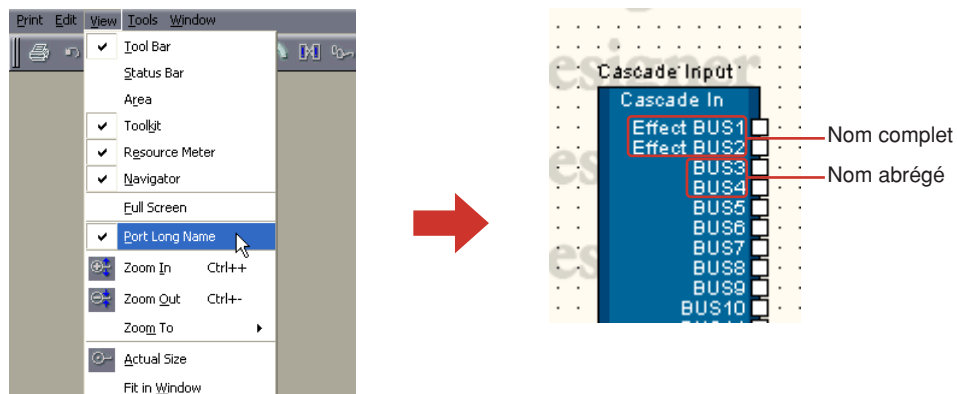 Print Edit View Tools Window
Tool Bar
Status Bar
Area
Toolkit
Resource Meter
Navigator
Full Screen
Port Long Name
Zoom In Ctrl++
Zoom Out Ctrl+-
Zoom To
Actual Size
Fit in Window
esigner
Cascade Input
Cascade In
Effect BUS1
Effect BUS2
BUS3
BUS4
BUS5
BUS6
BUS7
BUS8
BUS9
BUS10
Nom complet
Nom abrégé